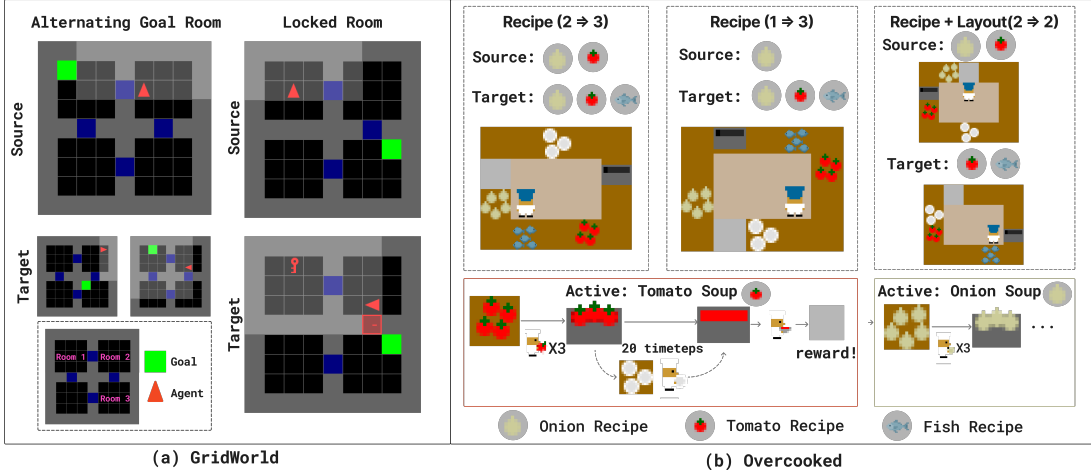 Alternating Goal Room
Locked Room
Source
Source
Target
Target
Room 1
Room 2
Room 3
Goal
Agent
(a) GridWorld
Recipe (2 ⇒ 3)
Source:
Target:
Recipe (1 ⇒ 3)
Source:
Target:
Recipe + Layout(2 ⇒ 2)
Source:
Target:
Active: Tomato Soup
X3
20 timeteps
reward!
Active: Onion Soup
X3
...
Onion Recipe
Tomato Recipe
Fish Recipe
(b) Overcooked